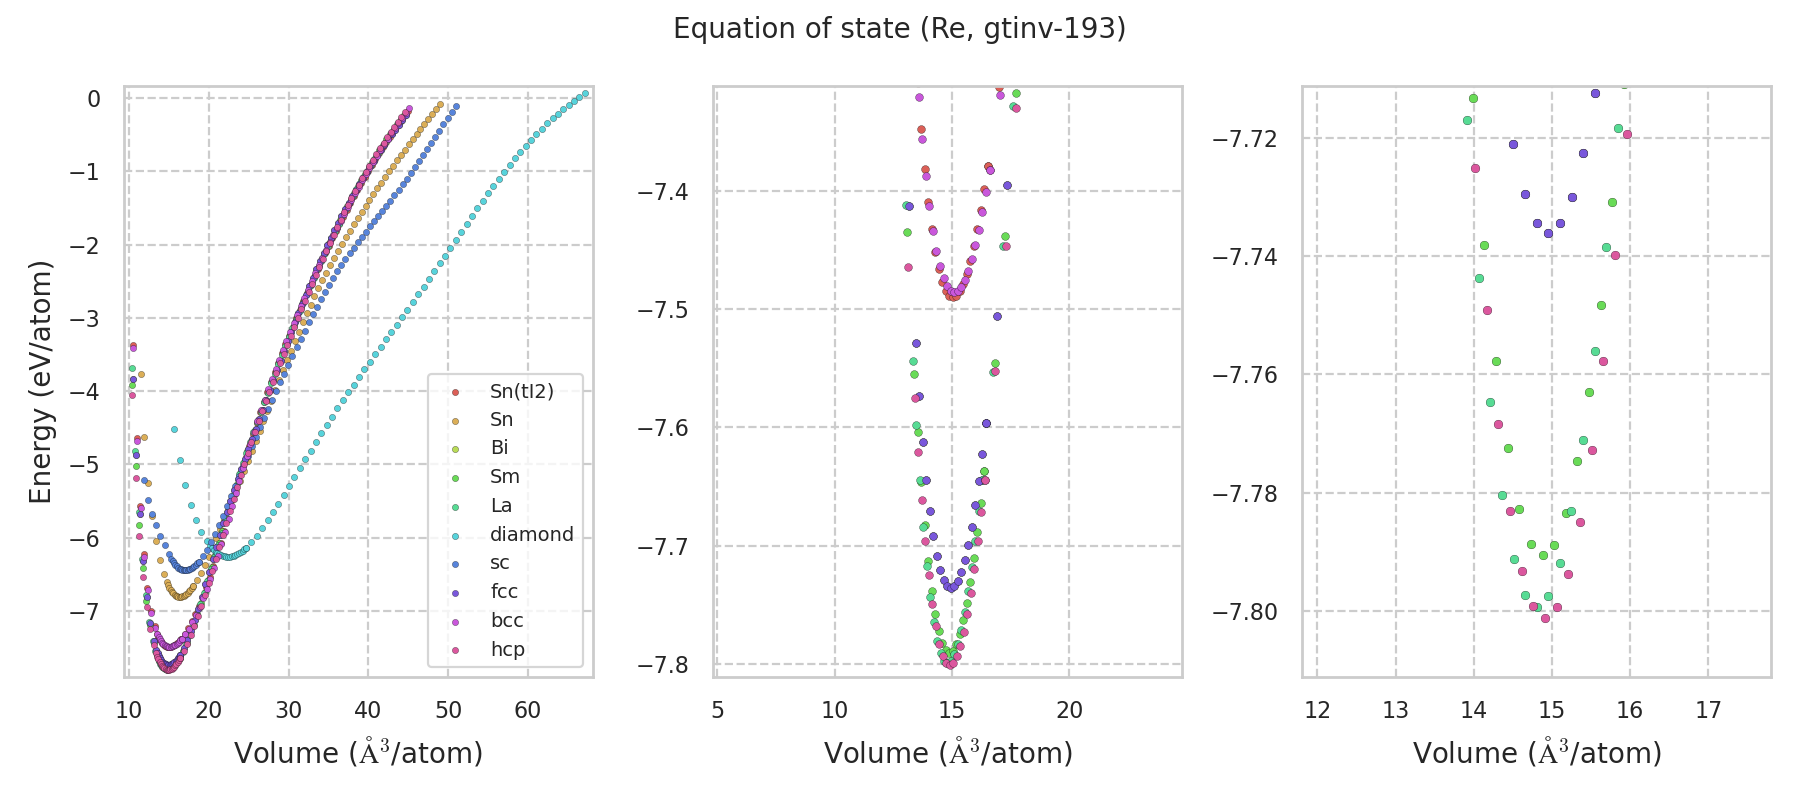 Equation of state (Re, gtinv-193)
Energy (eV/atom)
0
−1
−2
−3
−4
−5
−6
−7
10 20 30 40 50 60
Volume (Å³/atom)
Sn(tI2)
Sn
Bi
Sm
La
diamond
sc
fcc
bcc
hcp
−7.4
−7.5
−7.6
−7.7
−7.8
5 10 15 20
Volume (Å³/atom)
−7.72
−7.74
−7.76
−7.78
−7.80
12 13 14 15 16 17
Volume (Å³/atom)